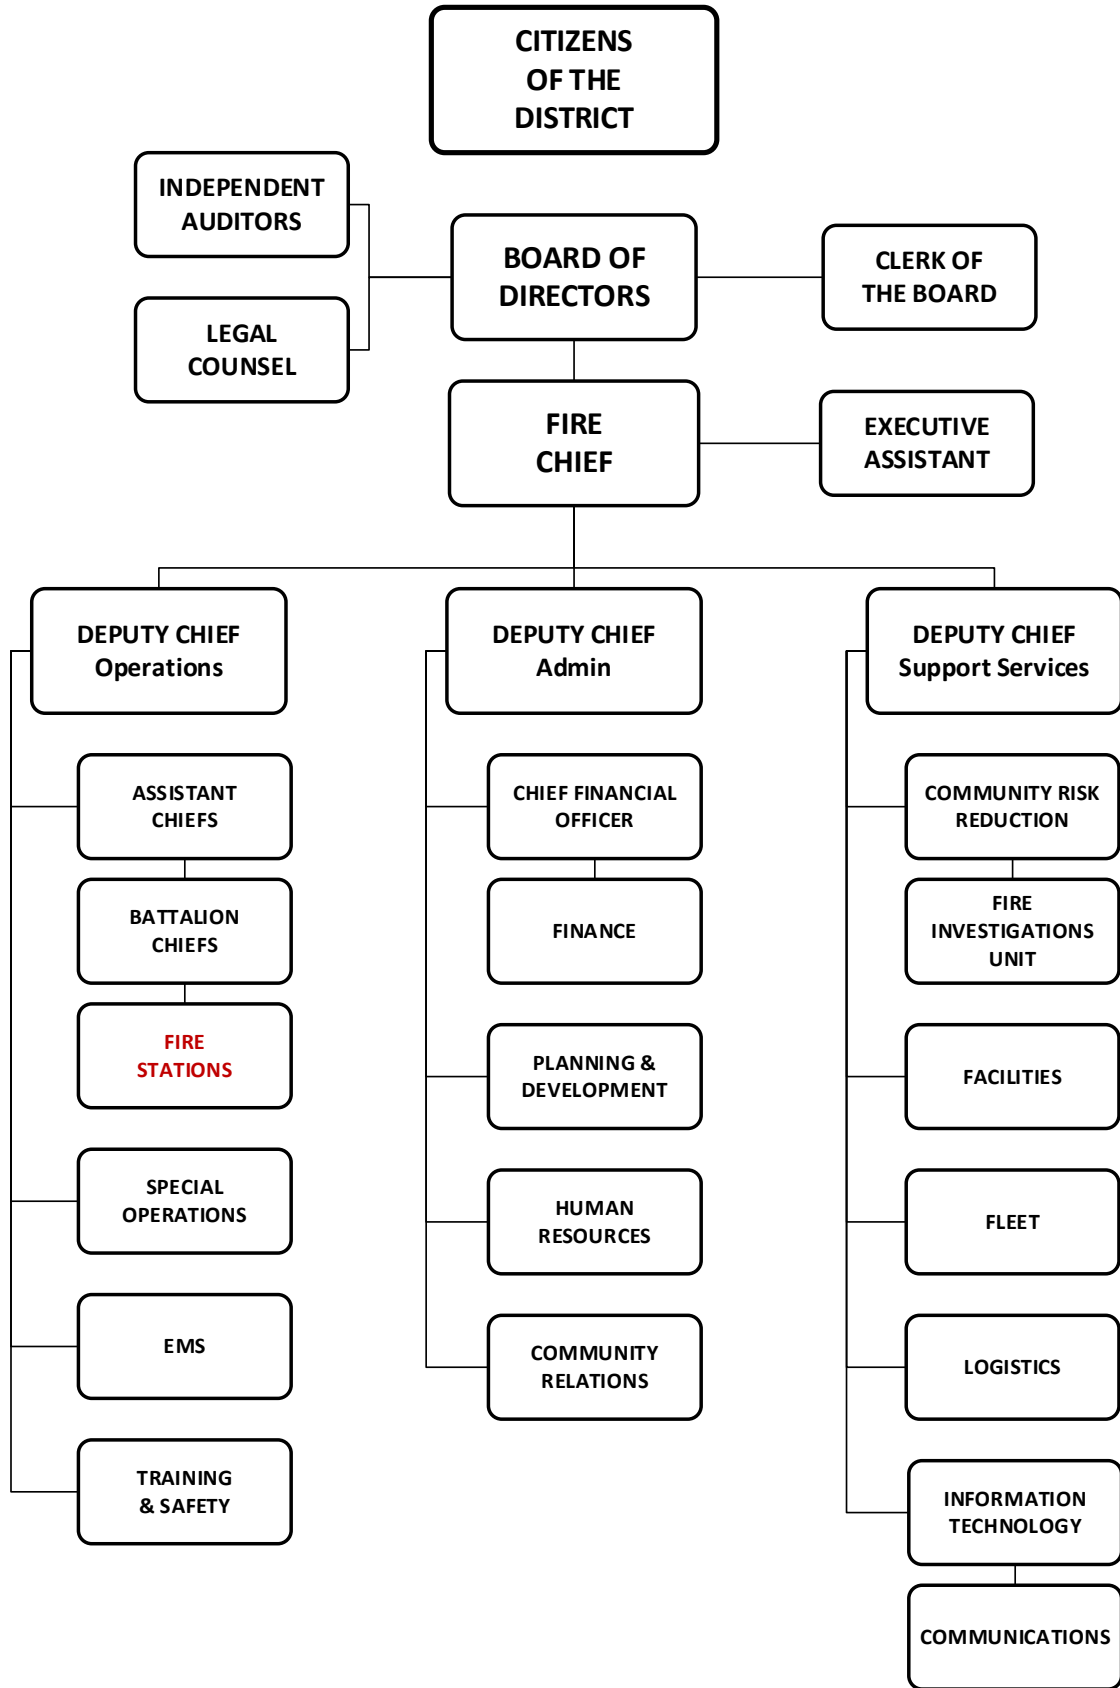 CITIZENS
OF THE
DISTRICT
INDEPENDENT
AUDITORS
BOARD OF
DIRECTORS
CLERK OF
THE BOARD
LEGAL
COUNSEL
FIRE
CHIEF
EXECUTIVE
ASSISTANT
DEPUTY CHIEF
Operations
DEPUTY CHIEF
Admin
DEPUTY CHIEF
Support Services
ASSISTANT
CHIEFS
BATTALION
CHIEFS
FIRE
STATIONS
SPECIAL
OPERATIONS
EMS
TRAINING
& SAFETY
CHIEF FINANCIAL
OFFICER
FINANCE
PLANNING &
DEVELOPMENT
HUMAN
RESOURCES
COMMUNITY
RELATIONS
COMMUNITY RISK
REDUCTION
FIRE
INVESTIGATIONS
UNIT
FACILITIES
FLEET
LOGISTICS
INFORMATION
TECHNOLOGY
COMMUNICATIONS